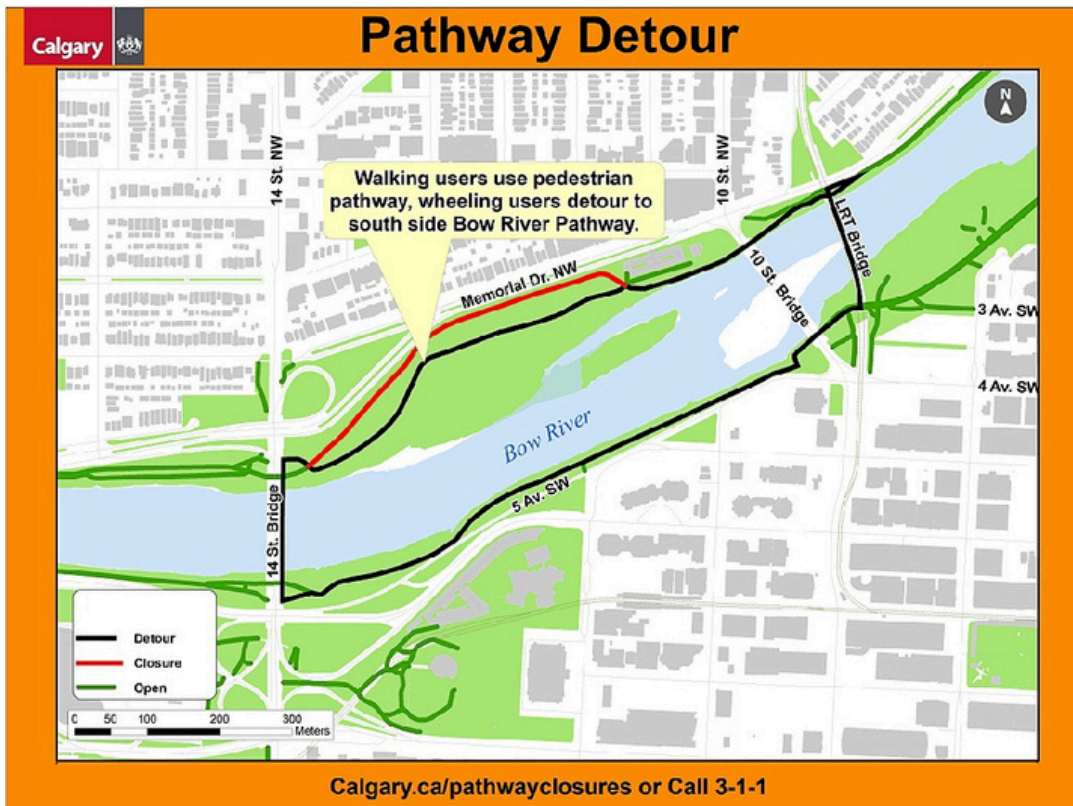 Calgary
Pathway Detour
N
14 St. NW
10 St. NW
Walking users use pedestrian
pathway, wheeling users detour to
south side Bow River Pathway.
Memorial Dr. NW
LRT Bridge
10 St. Bridge
3 Av. SW
4 Av. SW
Bow River
5 Av. SW
14 St. Bridge
Detour
Closure
Open
0 50 100 200 300
Meters
Calgary.ca/pathwayclosures or Call 3-1-1